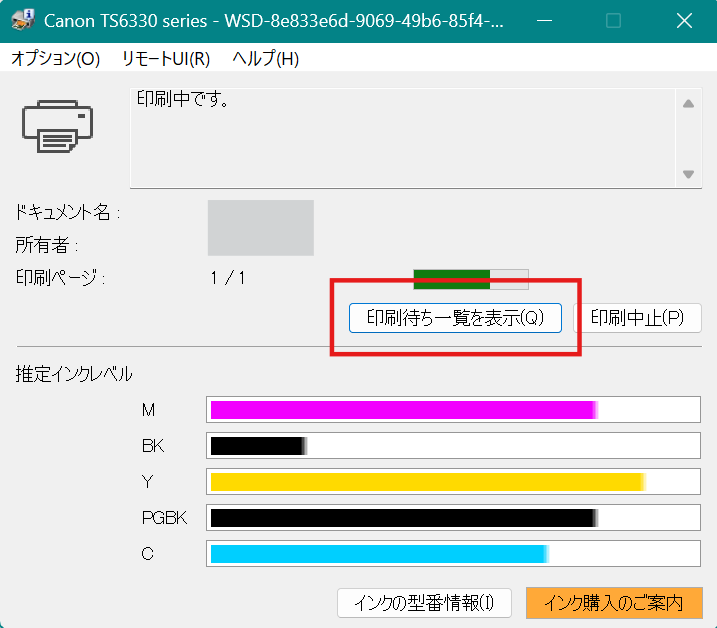 Canon TS6330 series - WSD-8e833e6d-9069-49b6-85f4-...
オプション(O) リモートUI(R) ヘルプ(H)
印刷中です。
ドキュメント名 :
所有者 :
印刷ページ : 1 / 1
印刷待ち一覧を表示(Q) 印刷中止(P)
推定インクレベル
M
BK
Y
PGBK
C
インクの型番情報(I) インク購入のご案内